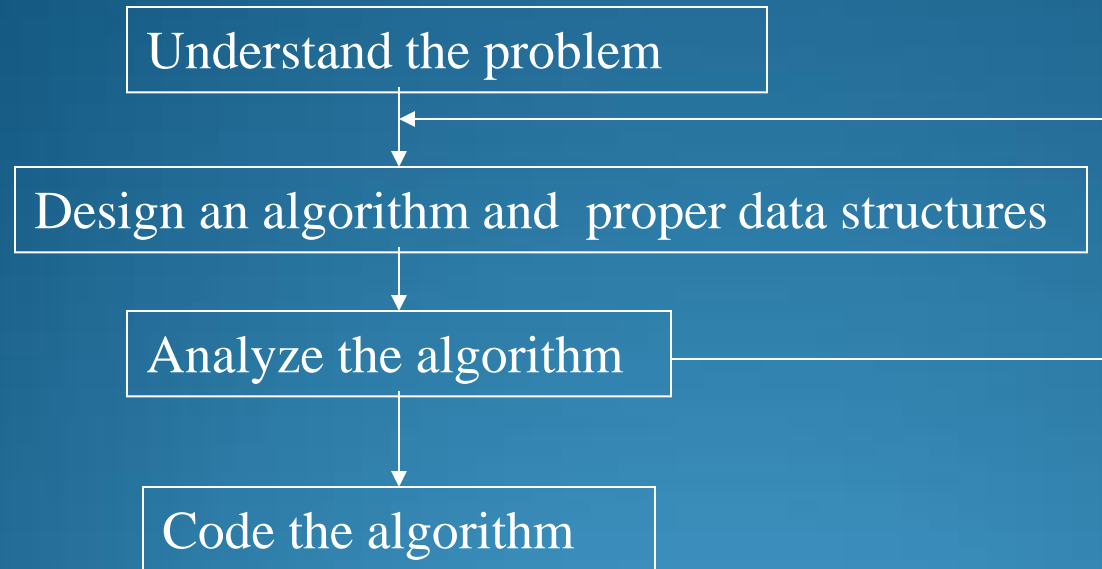 Understand the problem
Design an algorithm and proper data structures
Analyze the algorithm
Code the algorithm